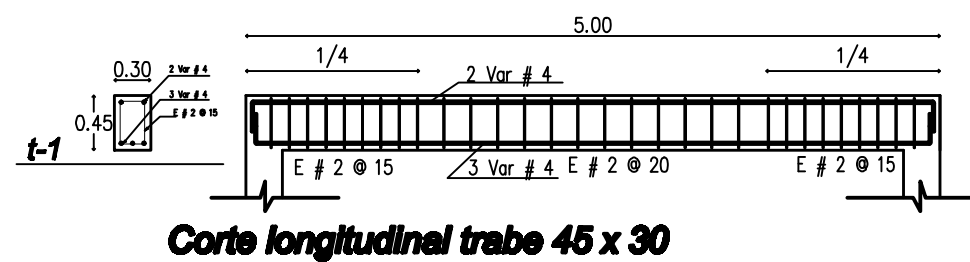 5.00
1/4
1/4
0.30
2 Var # 4
2 Var # 4
3 Var # 4
E # 2 @ 15
0.45
t-1
E # 2 @ 15
3 Var # 4
E # 2 @ 20
E # 2 @ 15
Corte longitudinal trabe 45 x 30